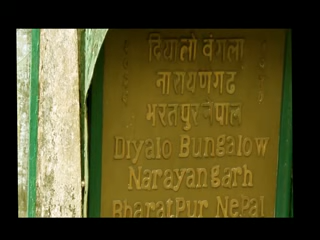 दियालो वंगला
नारायणगढ
भरतपुर नेपाल
Diyalo Bungalow
Narayangarh
Bharatpur Nepal